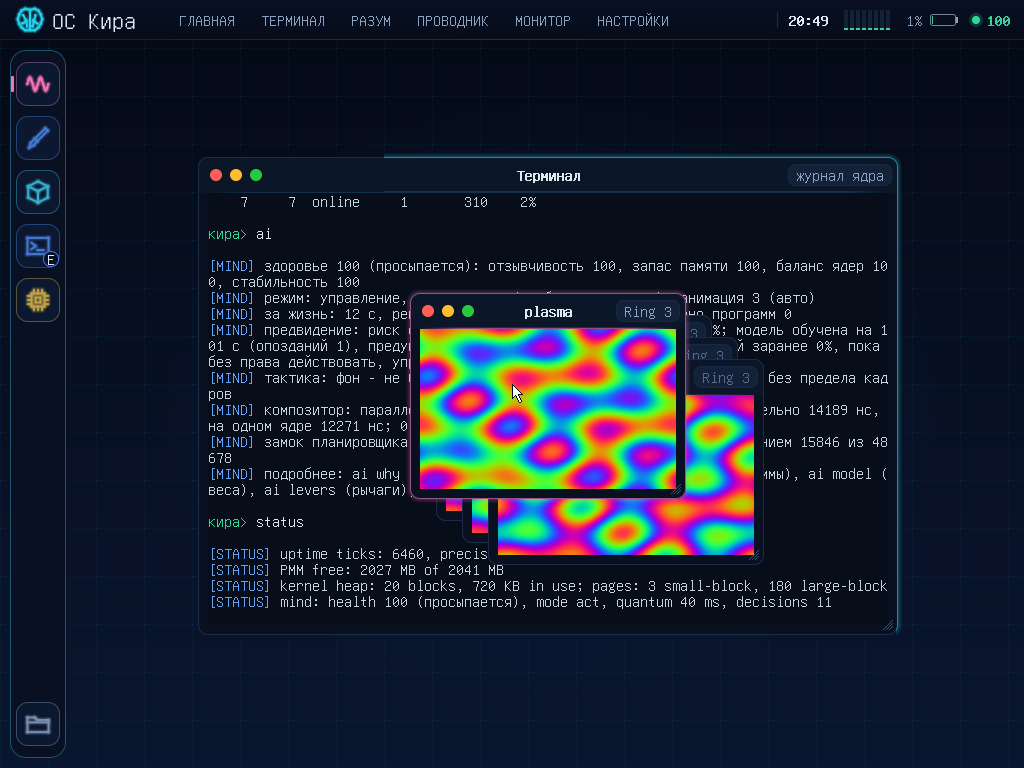 ОС Кира
ГЛАВНАЯ ТЕРМИНАЛ РАЗУМ ПРОВОДНИК МОНИТОР НАСТРОЙКИ
20:49 1% 100
E
Терминал
журнал ядра
7 7 online 1 310 2%
кира> ai
[MIND] здоровье 100 (просыпается): отзывчивость 100, запас памяти 100, баланс ядер 10
0, стабильность 100
[MIND] режим: управление, анимация 3 (авто)
[MIND] за жизнь: 12 с, программ 0
[MIND] предвидение: риск %; модель обучена на 1
01 с (опозданий 1), заранее 0%, пока
без права действовать,
[MIND] тактика: фон - не без предела кад
ров
[MIND] композитор: 14189 нс,
на одном ядре 12271 нс; 0
[MIND] замок планировщика 15846 из 48
678
[MIND] подробнее: ai why ai model (
веса), ai levers (рычаги)
plasma
Ring 3
3
Ring 3
Ring 3
кира> status
[STATUS] uptime ticks: 6460,
[STATUS] PMM free: 2027 MB of 2041 MB
[STATUS] kernel heap: 20 blocks, 720 KB in use; pages: 3 small-block, 180 large-block
[STATUS] mind: health 100 (просыпается), mode act, quantum 40 ms, decisions 11